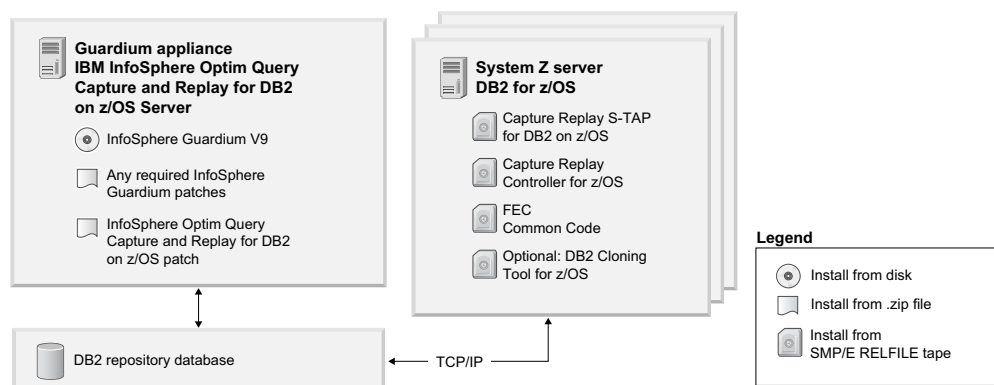 Guardium appliance
IBM InfoSphere Optim Query
Capture and Replay for DB2
on z/OS Server
InfoSphere Guardium V9
Any required InfoSphere
Guardium patches
InfoSphere Optim Query
Capture and Replay for DB2
on z/OS patch
DB2 repository database
System Z server
DB2 for z/OS
Capture Replay S-TAP
for DB2 on z/OS
Capture Replay
Controller for z/OS
FEC
Common Code
Optional: DB2 Cloning
Tool for z/OS
TCP/IP
Legend
Install from disk
Install from .zip file
Install from
SMP/E RELFILE tape